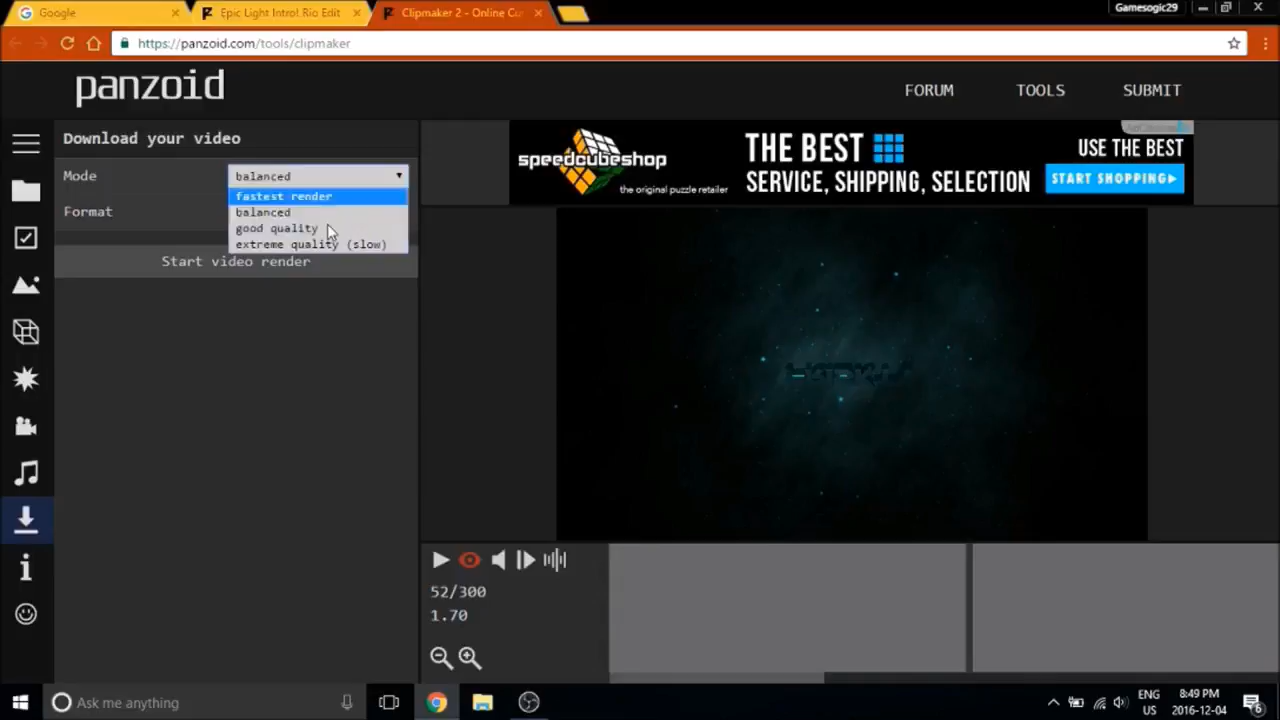 Google
Epic Light Intro! Rio Edit
Clipmaker 2 - Online Cu
Gamesogic29
https://panzoid.com/tools/clipmaker
panzoid
FORUM
TOOLS
SUBMIT
Download your video
Mode
balanced
fastest render
balanced
good quality
extreme quality (slow)
Format
Start video render
speedcubeshop
the original puzzle retailer
THE BEST
SERVICE, SHIPPING, SELECTION
USE THE BEST
START SHOPPING
52/300
1.70
Ask me anything
ENG
US
8:49 PM
2016-12-04
6